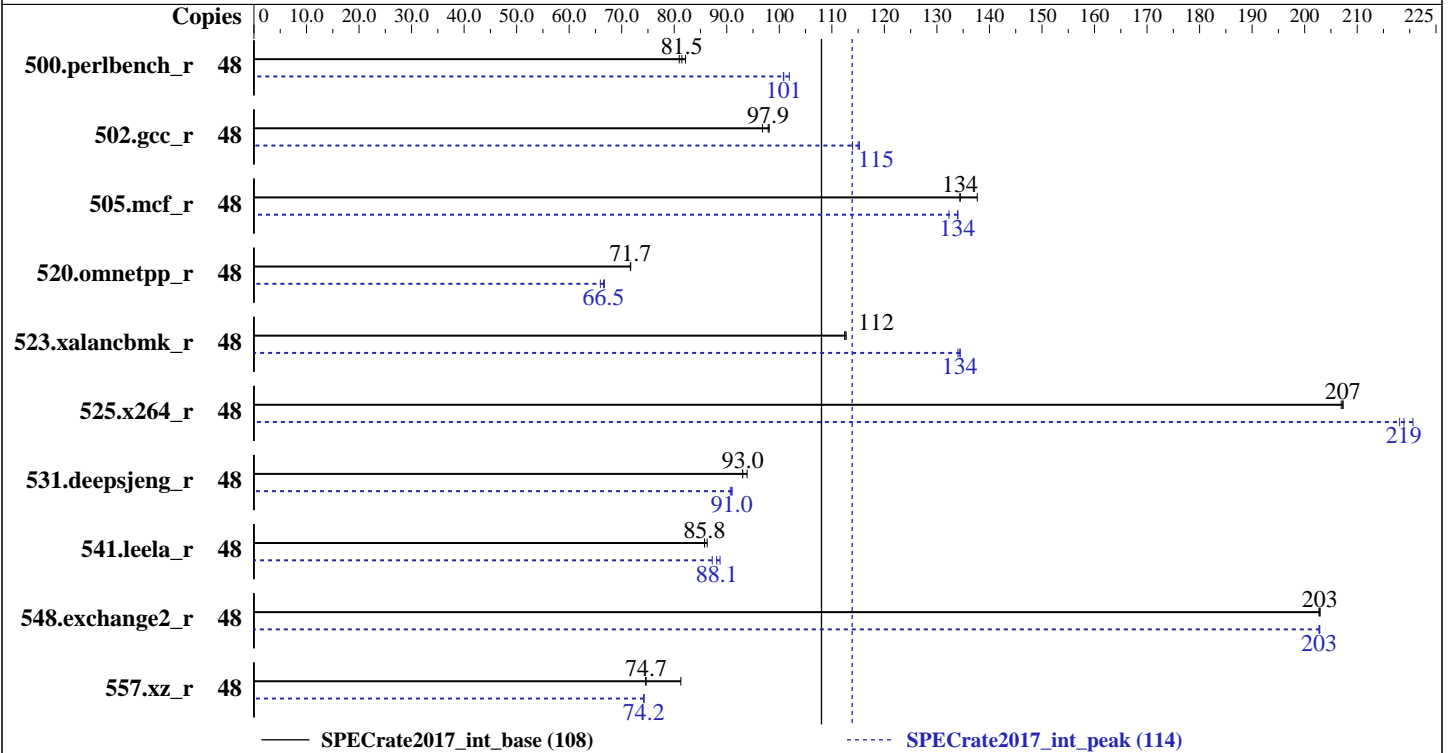 Copies 0 10.0 20.0 30.0 40.0 50.0 60.0 70.0 80.0 90.0 100 110 120 130 140 150 160 170 180 190 200 210 225
500.perlbench_r 48 81.5
101
502.gcc_r 48 97.9
115
505.mcf_r 48 134
134
520.omnetpp_r 48 71.7
66.5
523.xalancbmk_r 48 112
134
525.x264_r 48 207
219
531.deepsjeng_r 48 93.0
91.0
541.leela_r 48 85.8
88.1
548.exchange2_r 48 203
203
557.xz_r 48 74.7
74.2
SPECrate2017_int_base (108) SPECrate2017_int_peak (114)